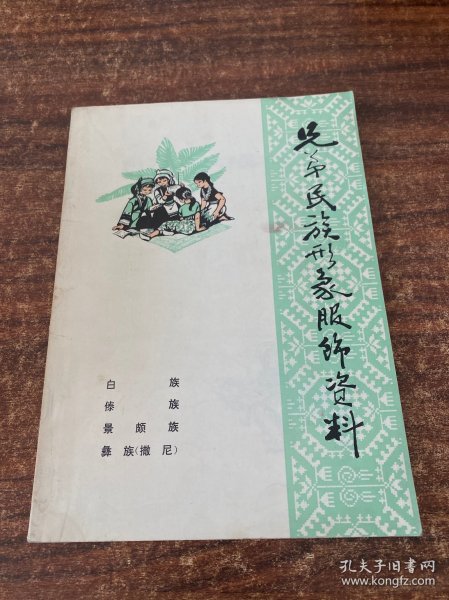 兄弟民族形象服饰资料
白族
傣族
景颇族
彝族(撒尼)
孔夫子旧书网
www.kongfz.com